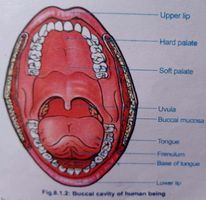 Upper lip
Hard palate
Soft palate
Uvula
Buccal mucosa
Tongue
Frenulum
Base of tongue
Lower lip
Fig.8.1.2: Buccal cavity of human being